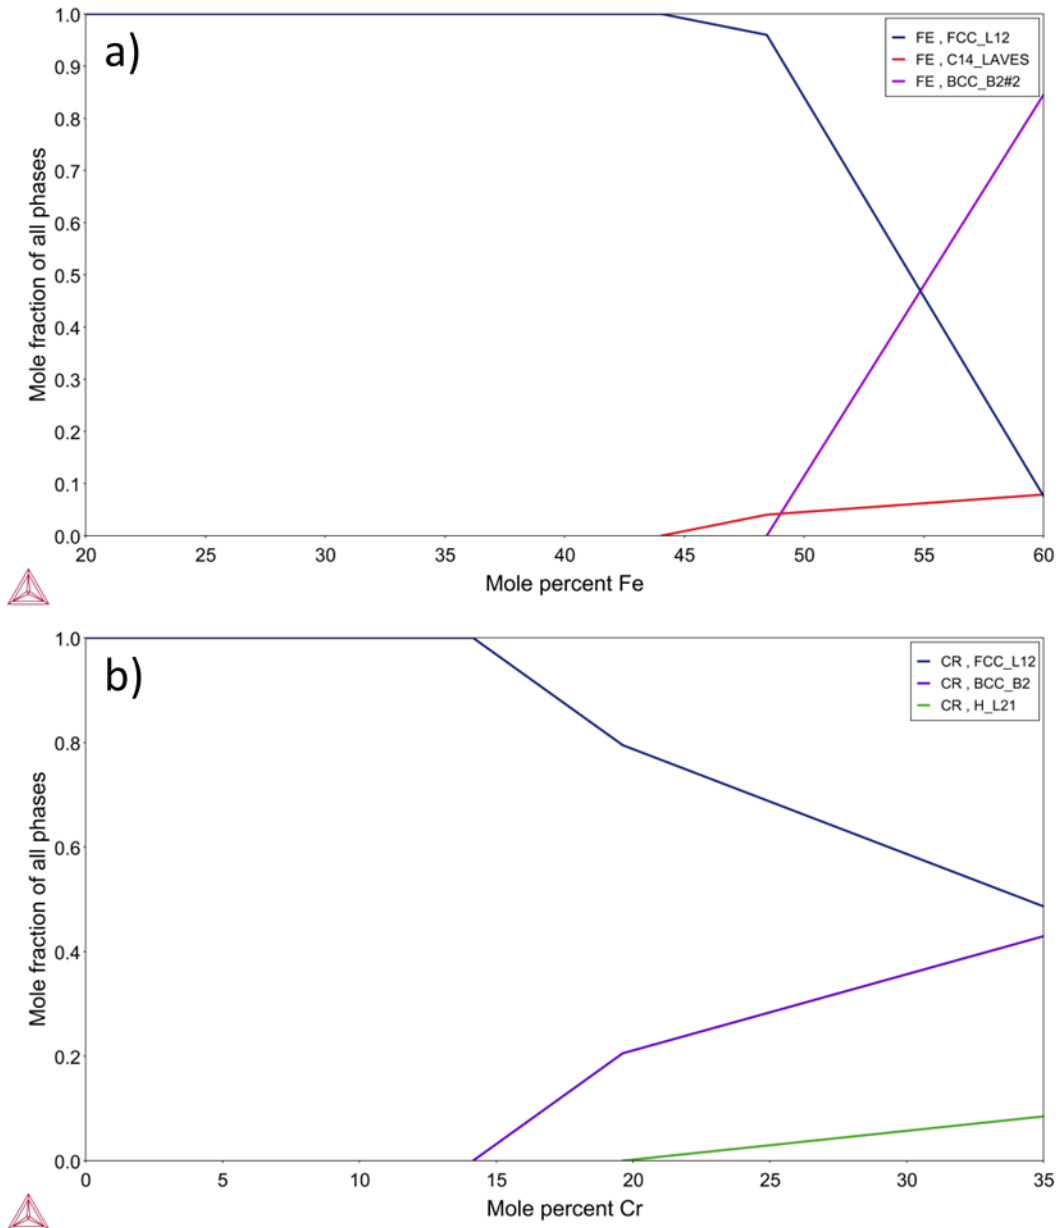 a)
FE , FCC_L12
FE , C14_LAVES
FE , BCC_B2#2
Mole fraction of all phases
1.0
0.9
0.8
0.7
0.6
0.5
0.4
0.3
0.2
0.1
0.0
20 25 30 35 40 45 50 55 60
Mole percent Fe
b)
CR , FCC_L12
CR , BCC_B2
CR , H_L21
Mole fraction of all phases
1.0
0.8
0.6
0.4
0.2
0.0
0 5 10 15 20 25 30 35
Mole percent Cr